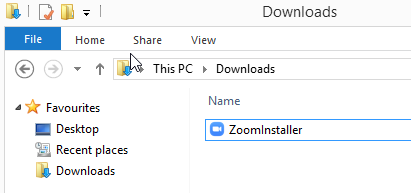 Downloads
File Home Share View
This PC Downloads
Favourites
Name
Desktop
ZoomInstaller
Recent places
Downloads